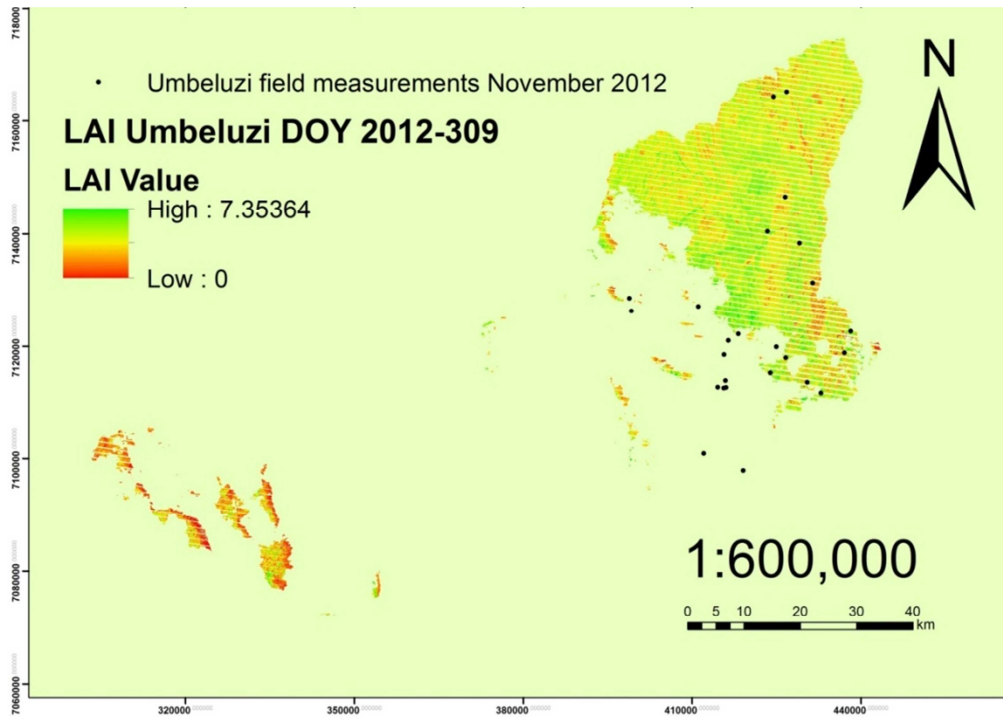 Umbeluzi field measurements November 2012
LAI Umbeluzi DOY 2012-309
LAI Value
High : 7.35364
Low : 0
N
1:600,000
0 5 10 20 30 40
km
7180000
7160000
7140000
7120000
7100000
7080000
7060000
320000 350000 380000 410000 440000